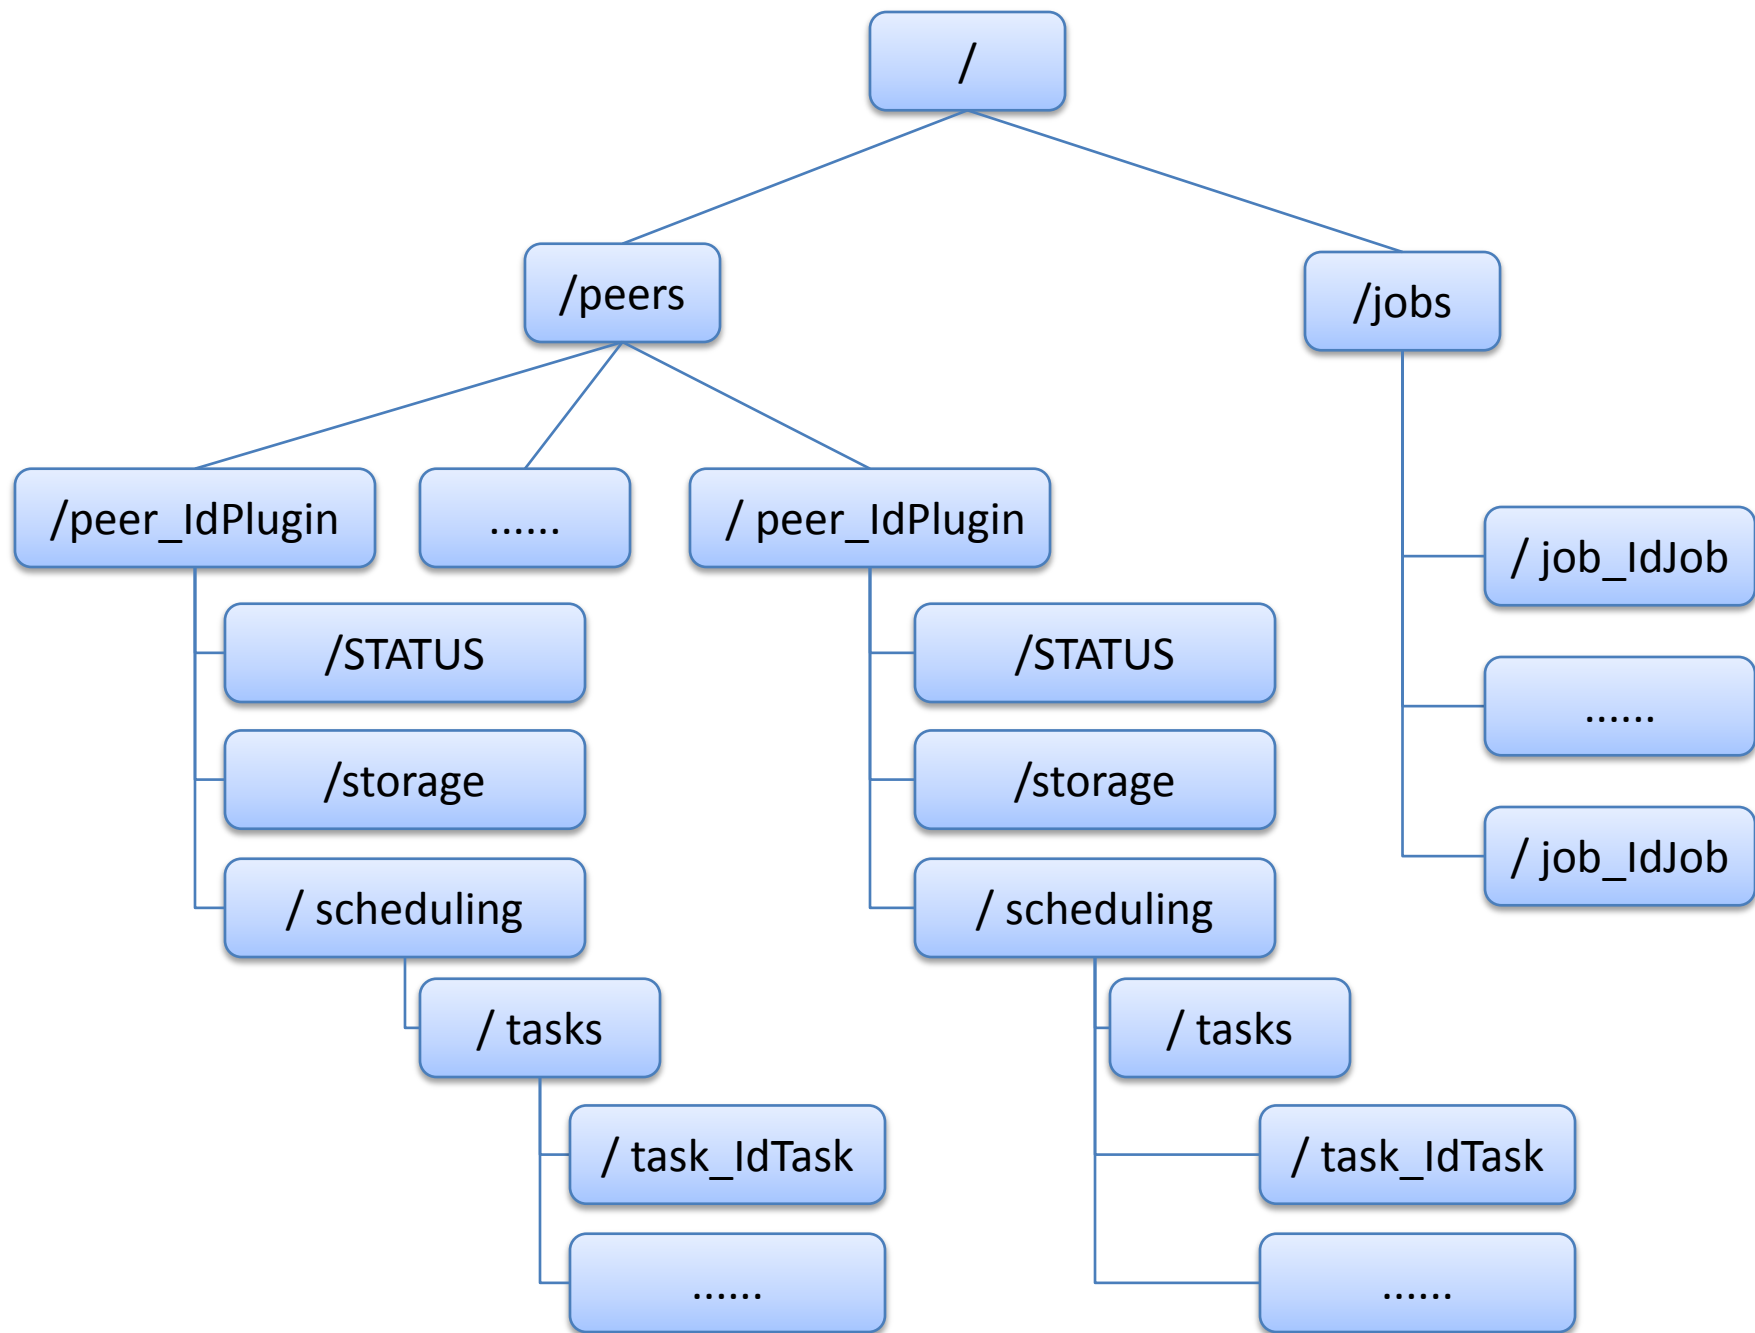 /
/peers
/jobs
/peer_IdPlugin
......
/ peer_IdPlugin
/ job_IdJob
/STATUS
/STATUS
......
/storage
/storage
/ job_IdJob
/ scheduling
/ scheduling
/ tasks
/ tasks
/ task_IdTask
/ task_IdTask
......
......